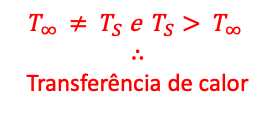 T∞ ≠ TS e TS > T∞
∴
Transferência de calor